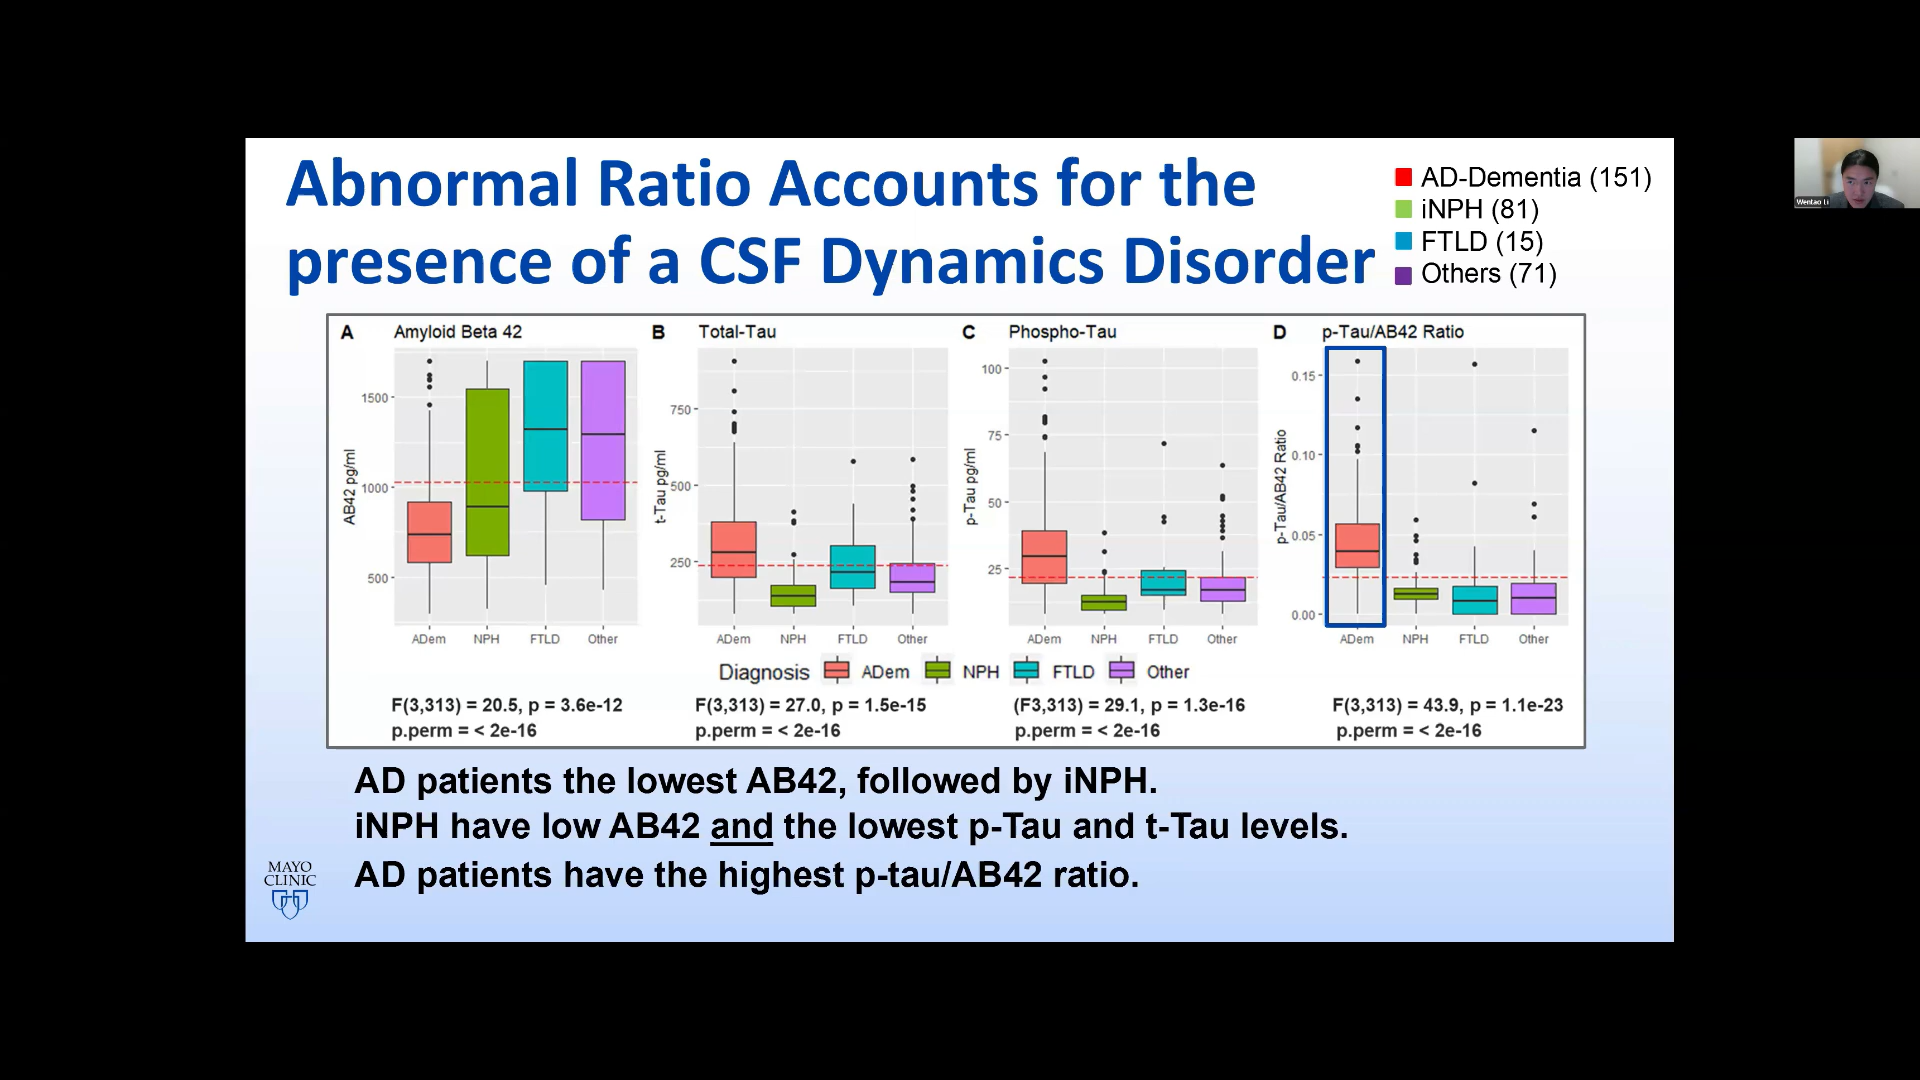 Abnormal Ratio Accounts for the
presence of a CSF Dynamics Disorder
AD-Dementia (151)
iNPH (81)
FTLD (15)
Others (71)
Wentao Li
A Amyloid Beta 42
AB42 pg/ml
1500
1000
500
ADem NPH FTLD Other
B Total-Tau
t-Tau pg/ml
750
500
250
ADem NPH FTLD Other
C Phospho-Tau
p-Tau pg/ml
100
75
50
25
ADem NPH FTLD Other
D p-Tau/AB42 Ratio
p-Tau/AB42 Ratio
0.15
0.10
0.05
0.00
ADem NPH FTLD Other
Diagnosis ADem NPH FTLD Other
F(3,313) = 20.5, p = 3.6e-12
p.perm = < 2e-16
F(3,313) = 27.0, p = 1.5e-15
p.perm = < 2e-16
(F3,313) = 29.1, p = 1.3e-16
p.perm = < 2e-16
F(3,313) = 43.9, p = 1.1e-23
p.perm = < 2e-16
AD patients the lowest AB42, followed by iNPH.
iNPH have low AB42 and the lowest p-Tau and t-Tau levels.
AD patients have the highest p-tau/AB42 ratio.
MAYO
CLINIC